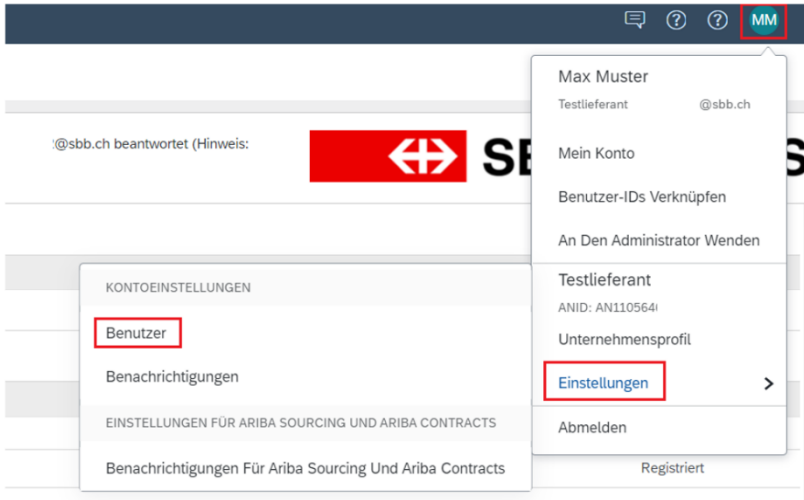 MM
Max Muster
Testlieferant @sbb.ch
@sbb.ch beantwortet (Hinweis:
Mein Konto
Benutzer-IDs Verknüpfen
An Den Administrator Wenden
Testlieferant
ANID: AN1105640
Unternehmensprofil
Einstellungen
Abmelden
KONTOEINSTELLUNGEN
Benutzer
Benachrichtigungen
EINSTELLUNGEN FÜR ARIBA SOURCING UND ARIBA CONTRACTS
Benachrichtigungen Für Ariba Sourcing Und Ariba Contracts
Registriert